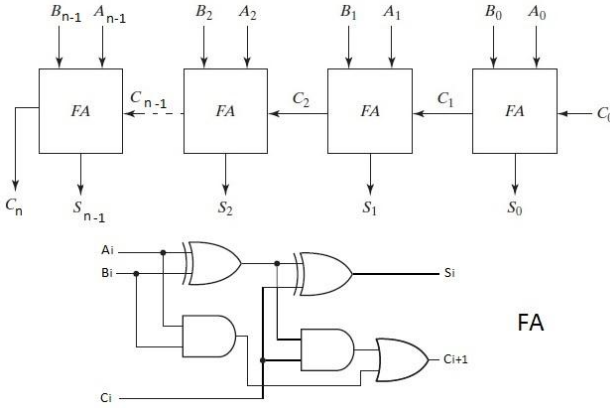 Bn-1 An-1 B2 A2 B1 A1 B0 A0
FA Cn-1 FA C2 FA C1 FA C0
Cn Sn-1 S2 S1 S0
Ai
Bi
Si
FA
Ci+1
Ci